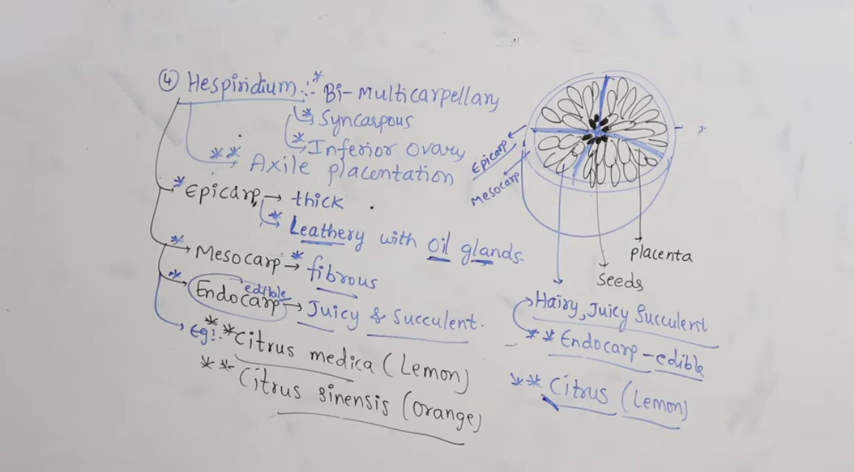 ④ Hespiridium :- * Bi-Multicarpellary
* Syncarpous
* Inferior ovary
** Axile placentation
* Epicarp → thick
* Leathery with oil glands.
* Mesocarp → * fibrous
* Endocarp edible → Juicy & Succulent.
* Eg:- ** Citrus medica (Lemon)
** Citrus sinensis (Orange)
Epicarp
Mesocarp
placenta
Seeds
Hairy, Juicy Succulent
** Endocarp - edible
** Citrus (Lemon)